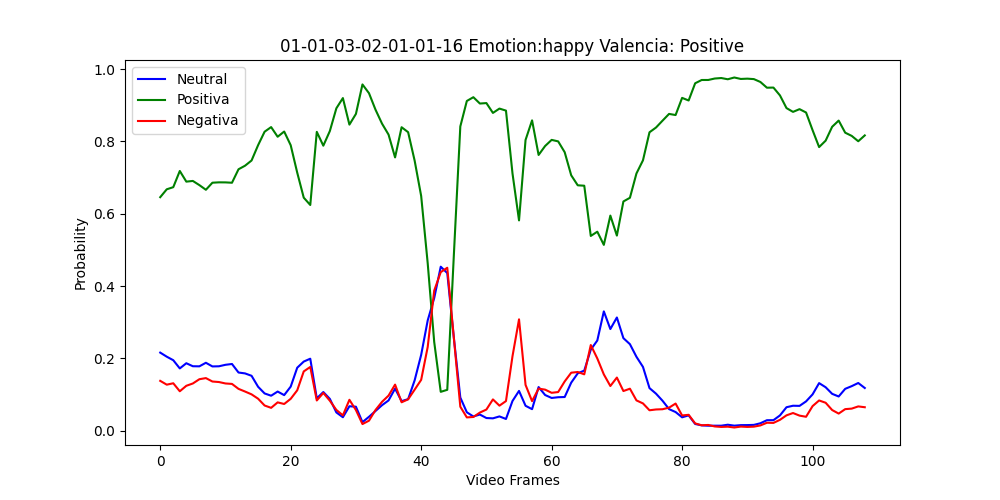 01-01-03-02-01-01-16 Emotion:happy Valencia: Positive
1.0
0.8
0.6
0.4
0.2
0.0
Probability
Neutral
Positiva
Negativa
0 20 40 60 80 100
Video Frames